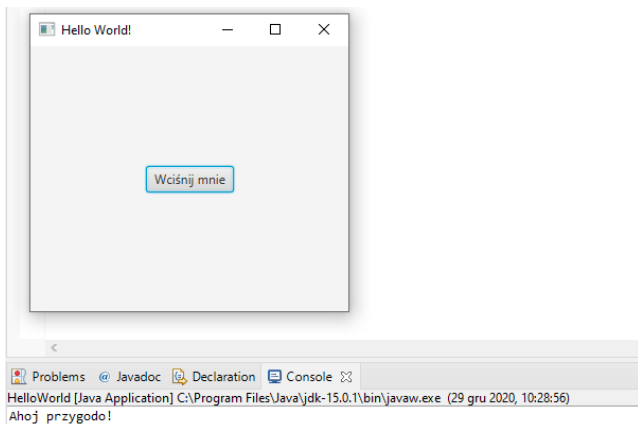 Hello World!
Wciśnij mnie
Problems @ Javadoc Declaration Console
HelloWorld [Java Application] C:\Program Files\Java\jdk-15.0.1\bin\javaw.exe (29 gru 2020, 10:28:56)
Ahoj przygodo!